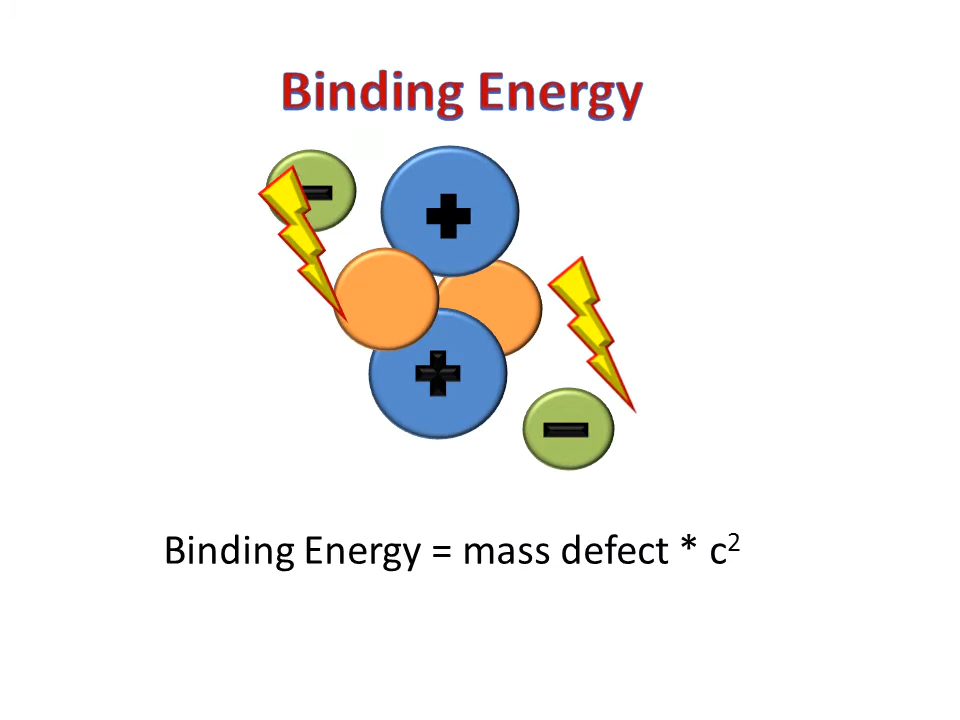 Binding Energy
−
+
+
−
Binding Energy = mass defect * c²